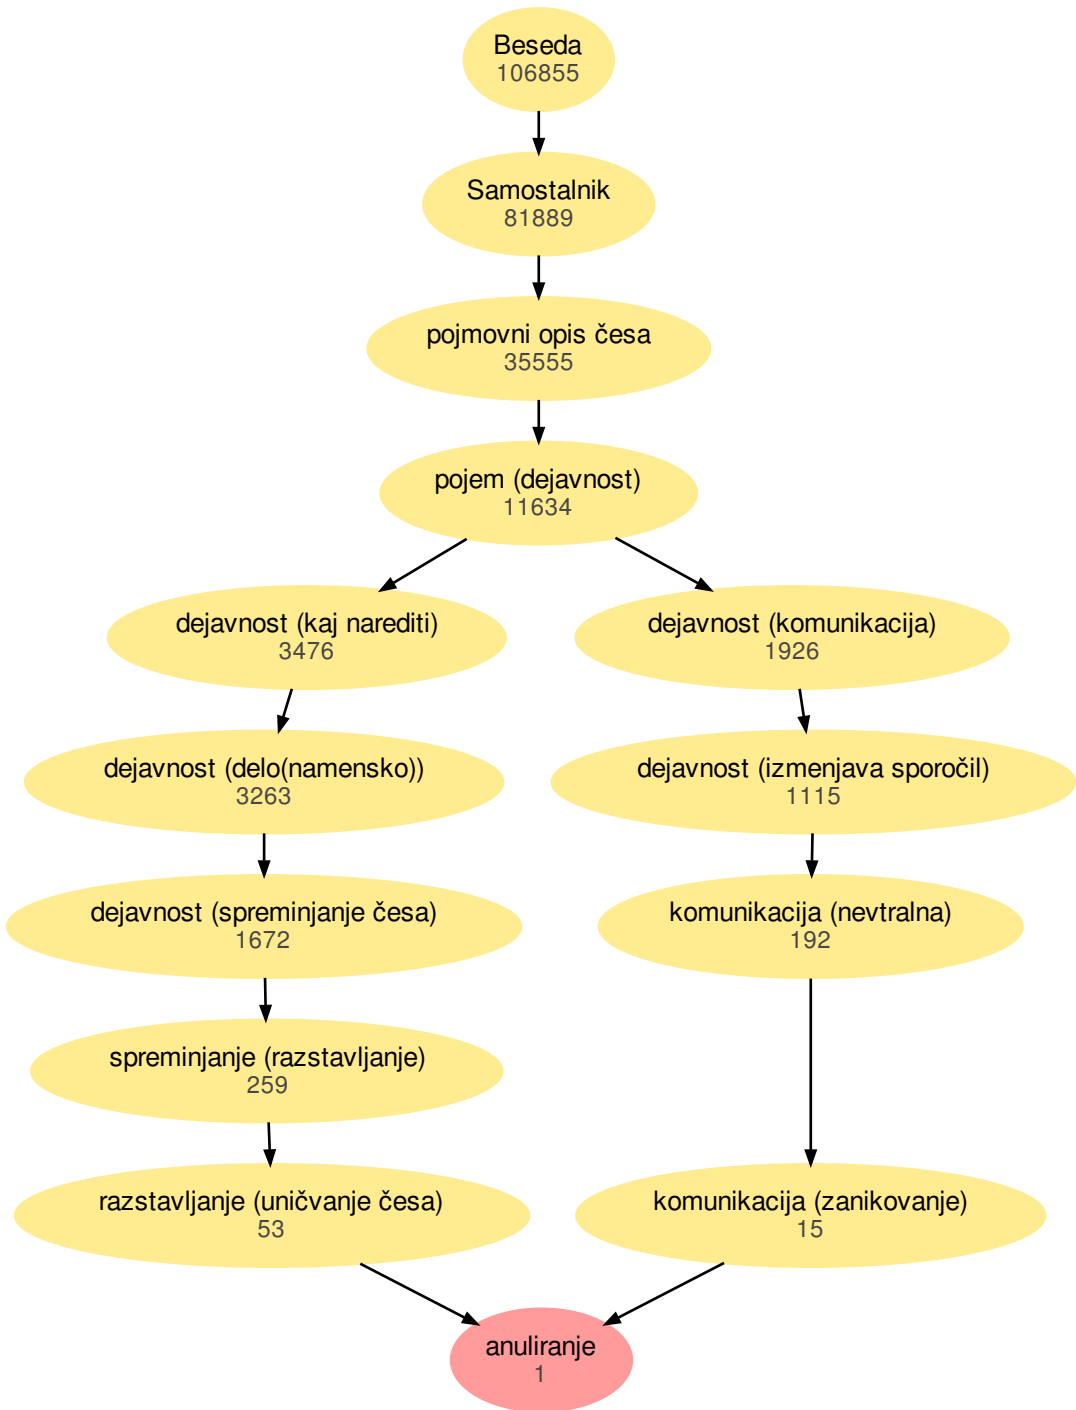 Beseda
106855
Samostalnik
81889
pojmovni opis česa
35555
pojem (dejavnost)
11634
dejavnost (kaj narediti)
3476
dejavnost (komunikacija)
1926
dejavnost (delo(namensko))
3263
dejavnost (izmenjava sporočil)
1115
dejavnost (spreminjanje česa)
1672
komunikacija (nevtralna)
192
spreminjanje (razstavljanje)
259
razstavljanje (uničvanje česa)
53
komunikacija (zanikovanje)
15
anuliranje
1